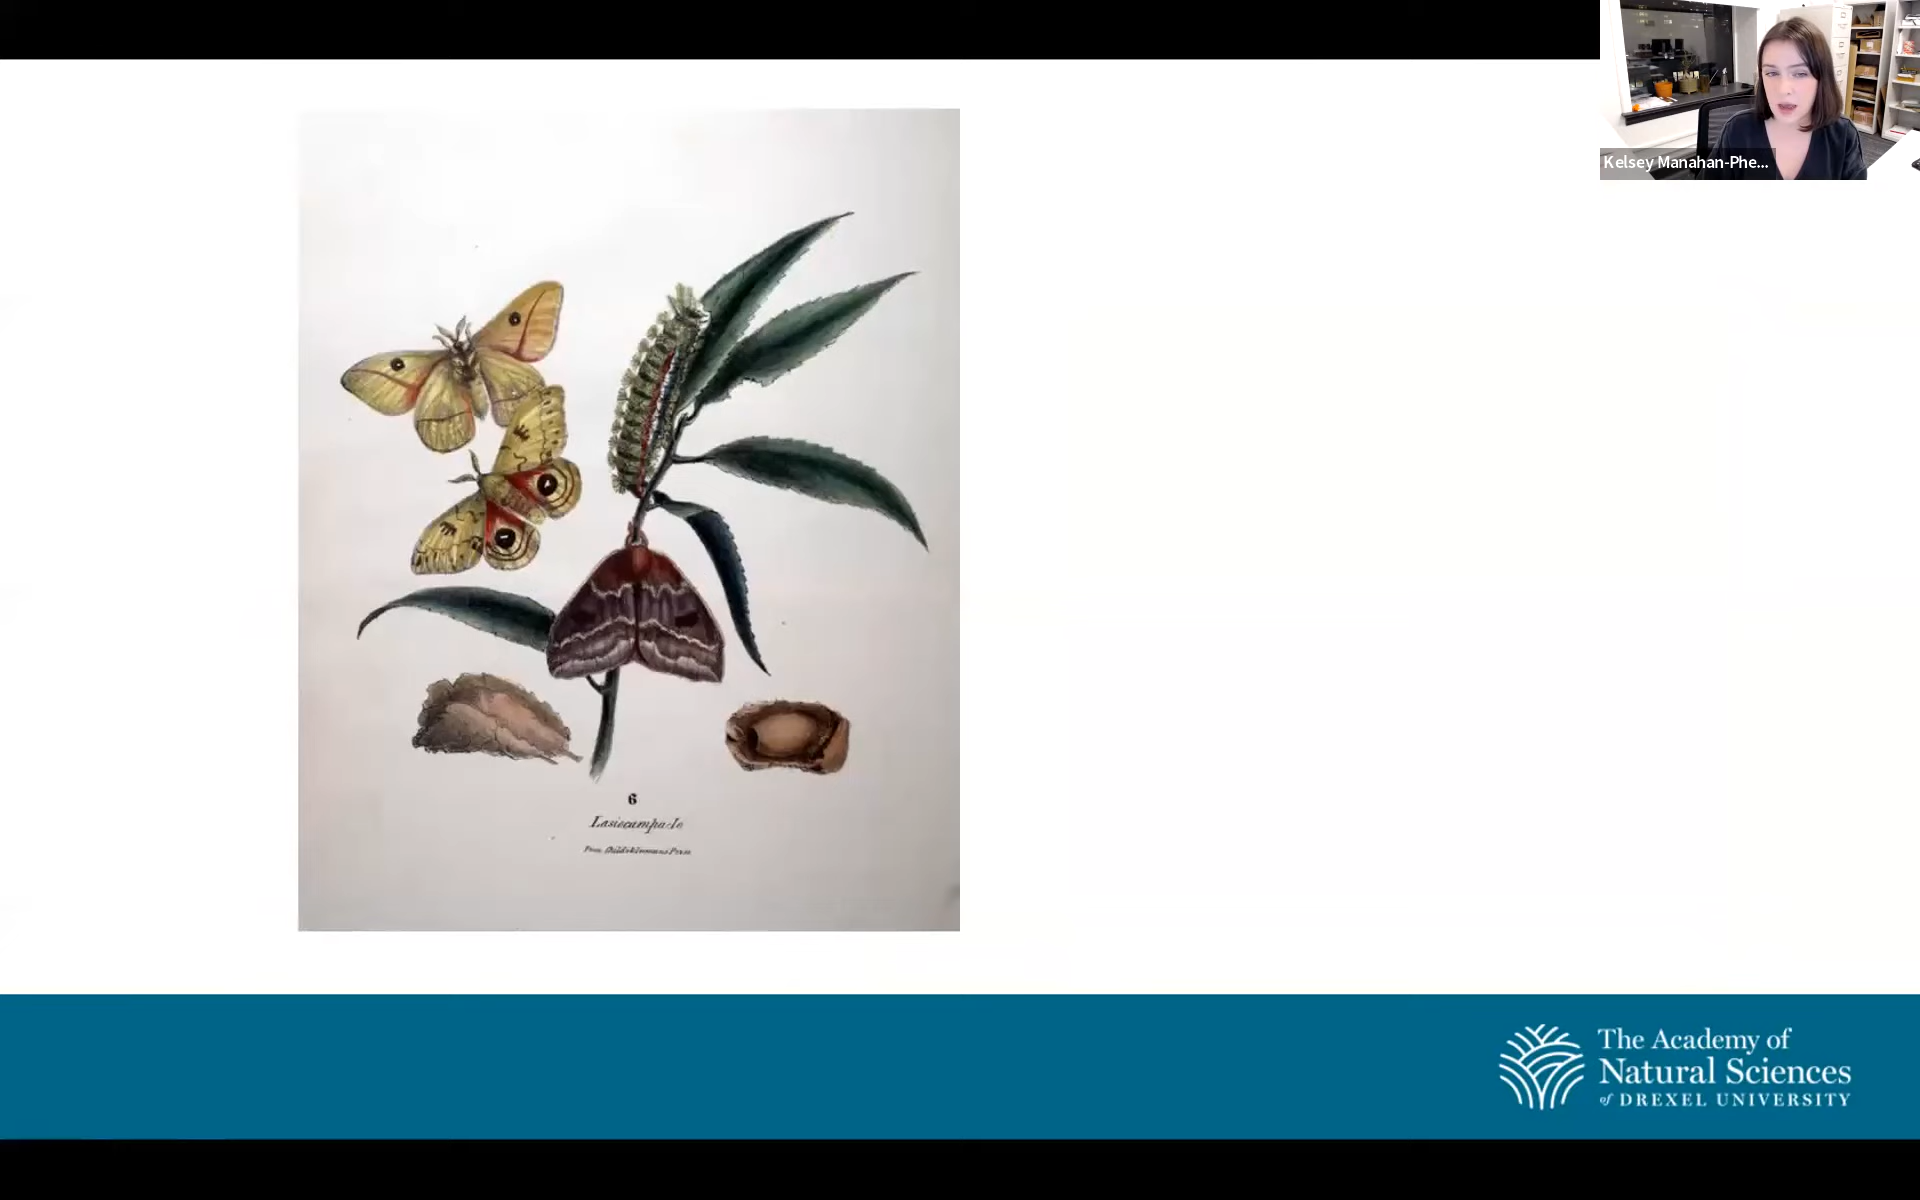 Kelsey Manahan-Phe...
6
Lasiocampa-Io
The Academy of
Natural Sciences
of DREXEL UNIVERSITY